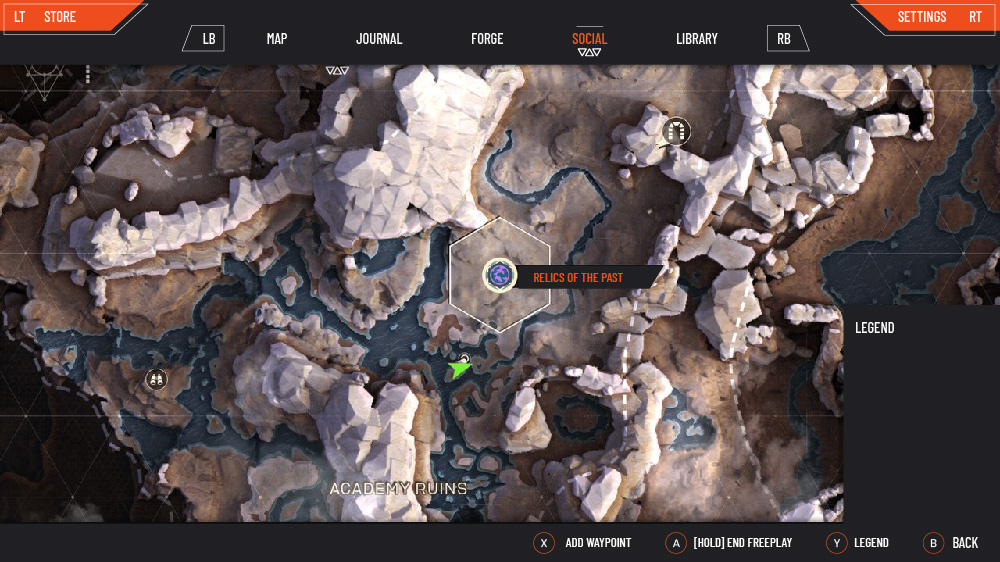 LT STORE
SETTINGS RT
LB MAP JOURNAL FORGE SOCIAL LIBRARY RB
RELICS OF THE PAST
LEGEND
ACADEMY RUINS
X ADD WAYPOINT A [HOLD] END FREEPLAY Y LEGEND B BACK